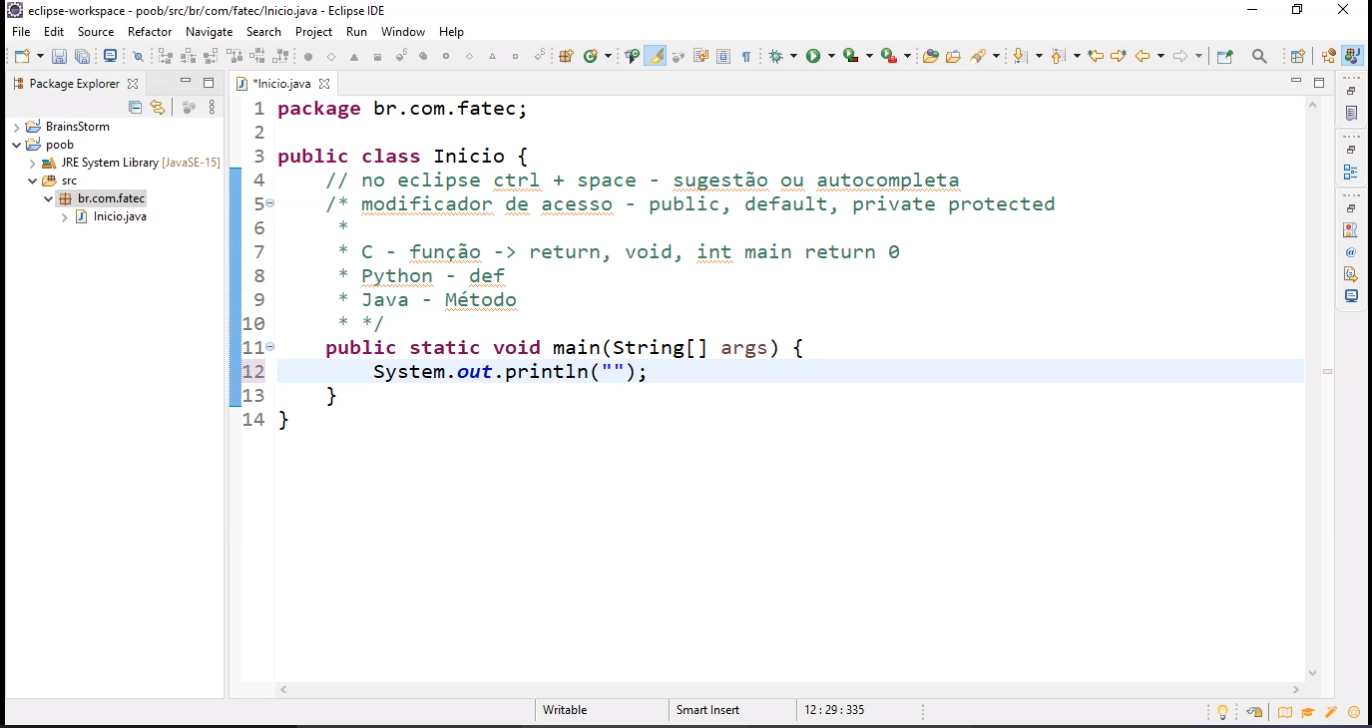 eclipse-workspace - poob/src/br/com/fatec/Inicio.java - Eclipse IDE
File Edit Source Refactor Navigate Search Project Run Window Help
Package Explorer
*Inicio.java
BrainsStorm
poob
JRE System Library [JavaSE-15]
src
br.com.fatec
Inicio.java
1 package br.com.fatec;
2
3 public class Inicio {
4 // no eclipse ctrl + space - sugestão ou autocompleta
5 /* modificador de acesso - public, default, private protected
6 *
7 * C - função -> return, void, int main return 0
8 * Python - def
9 * Java - Método
10 * */
11 public static void main(String[] args) {
12 System.out.println("");
13 }
14 }
Writable Smart Insert 12 : 29 : 335